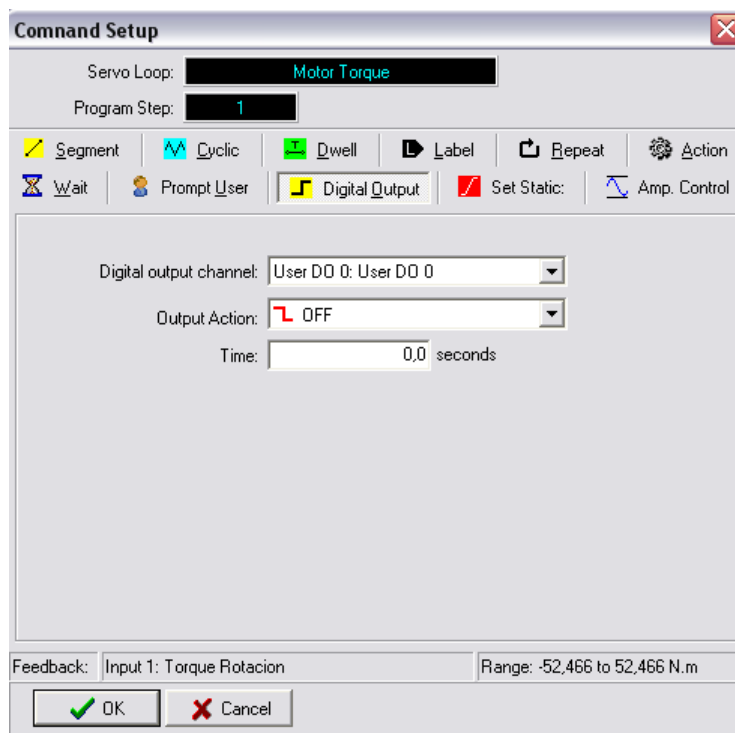 Comnand Setup
Servo Loop: Motor Torque
Program Step: 1
Segment Cyclic T Dwell L Label Repeat Action
Wait Prompt User Digital Output Set Static: Amp. Control
Digital output channel: User DO 0: User DO 0
Output Action: OFF
Time: 0,0 seconds
Feedback: Input 1: Torque Rotacion Range: -52,466 to 52,466 N.m
OK Cancel